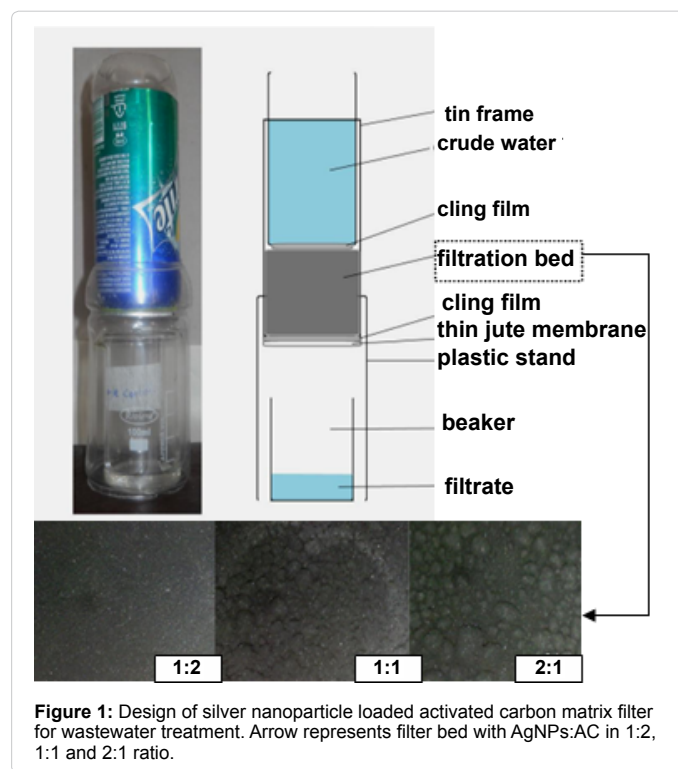 tin frame
crude water
cling film
filtration bed
cling film
thin jute membrane
plastic stand
beaker
filtrate
1:2
1:1
2:1
Figure 1: Design of silver nanoparticle loaded activated carbon matrix filter
for wastewater treatment. Arrow represents filter bed with AgNPs:AC in 1:2,
1:1 and 2:1 ratio.